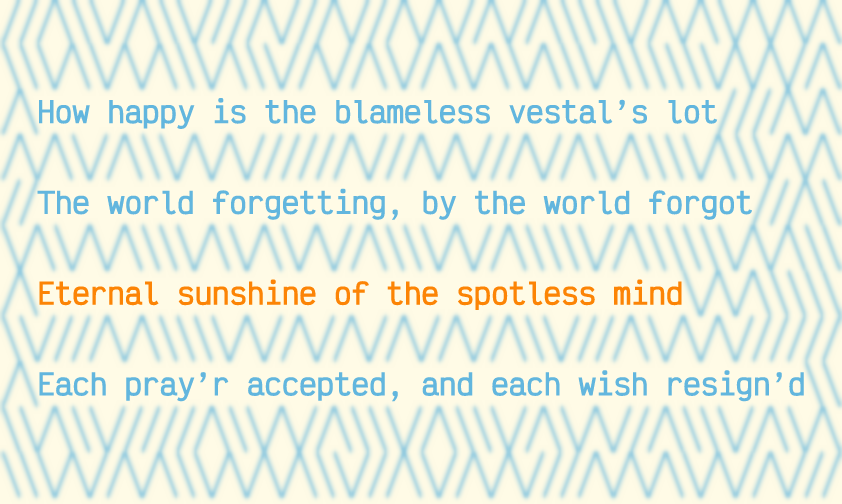 How happy is the blameless vestal’s lot
The world forgetting, by the world forgot
Eternal sunshine of the spotless mind
Each pray’r accepted, and each wish resign’d